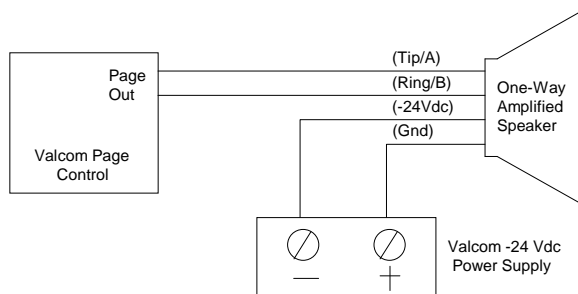 (Tip/A)
Page
Out
(Ring/B)
One-Way
Amplified
Speaker
(-24Vdc)
(Gnd)
Valcom Page
Control
Valcom -24 Vdc
Power Supply